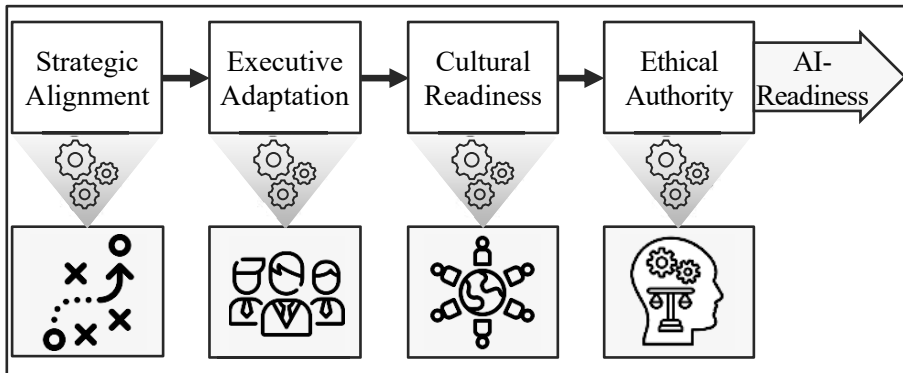 Strategic
Alignment
Executive
Adaptation
Cultural
Readiness
Ethical
Authority
AI-
Readiness